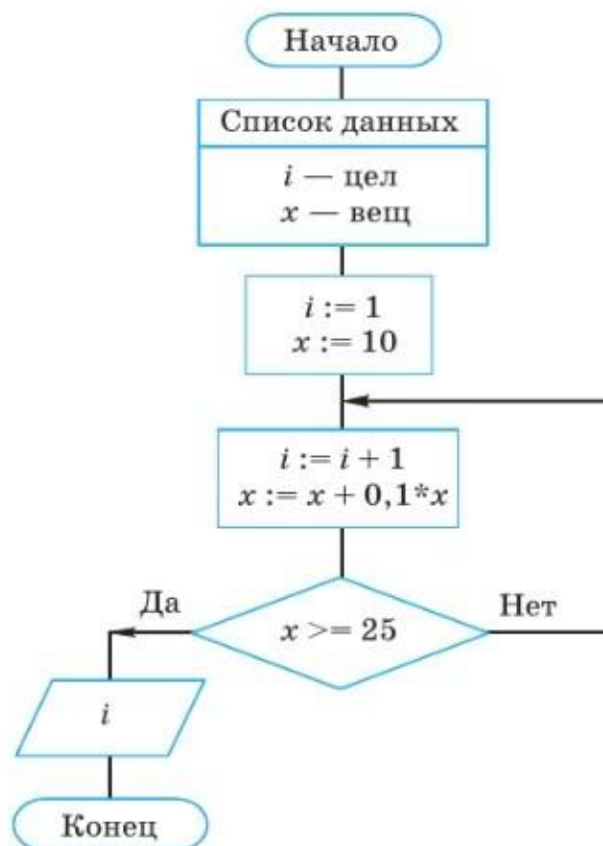 Начало
Список данных
i — цел
x — вещ
i := 1
x := 10
i := i + 1
x := x + 0,1*x
Да
x >= 25
Нет
i
Конец